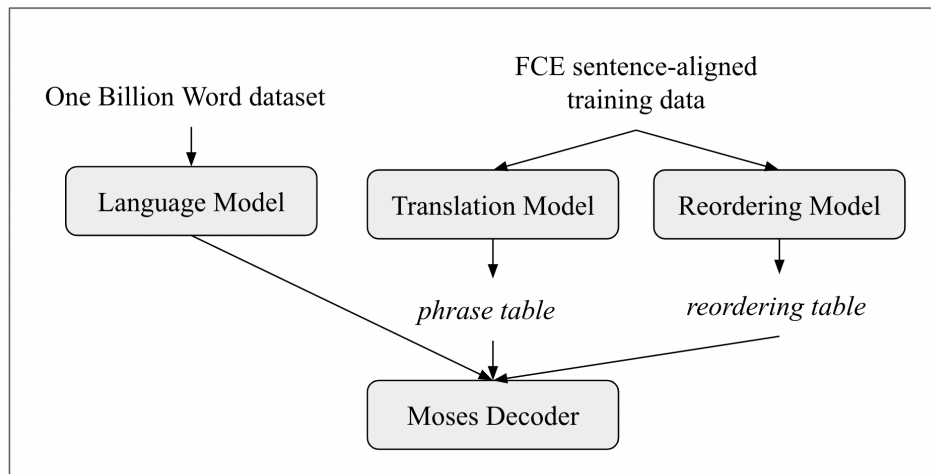 One Billion Word dataset
FCE sentence-aligned
training data
Language Model
Translation Model
Reordering Model
phrase table
reordering table
Moses Decoder